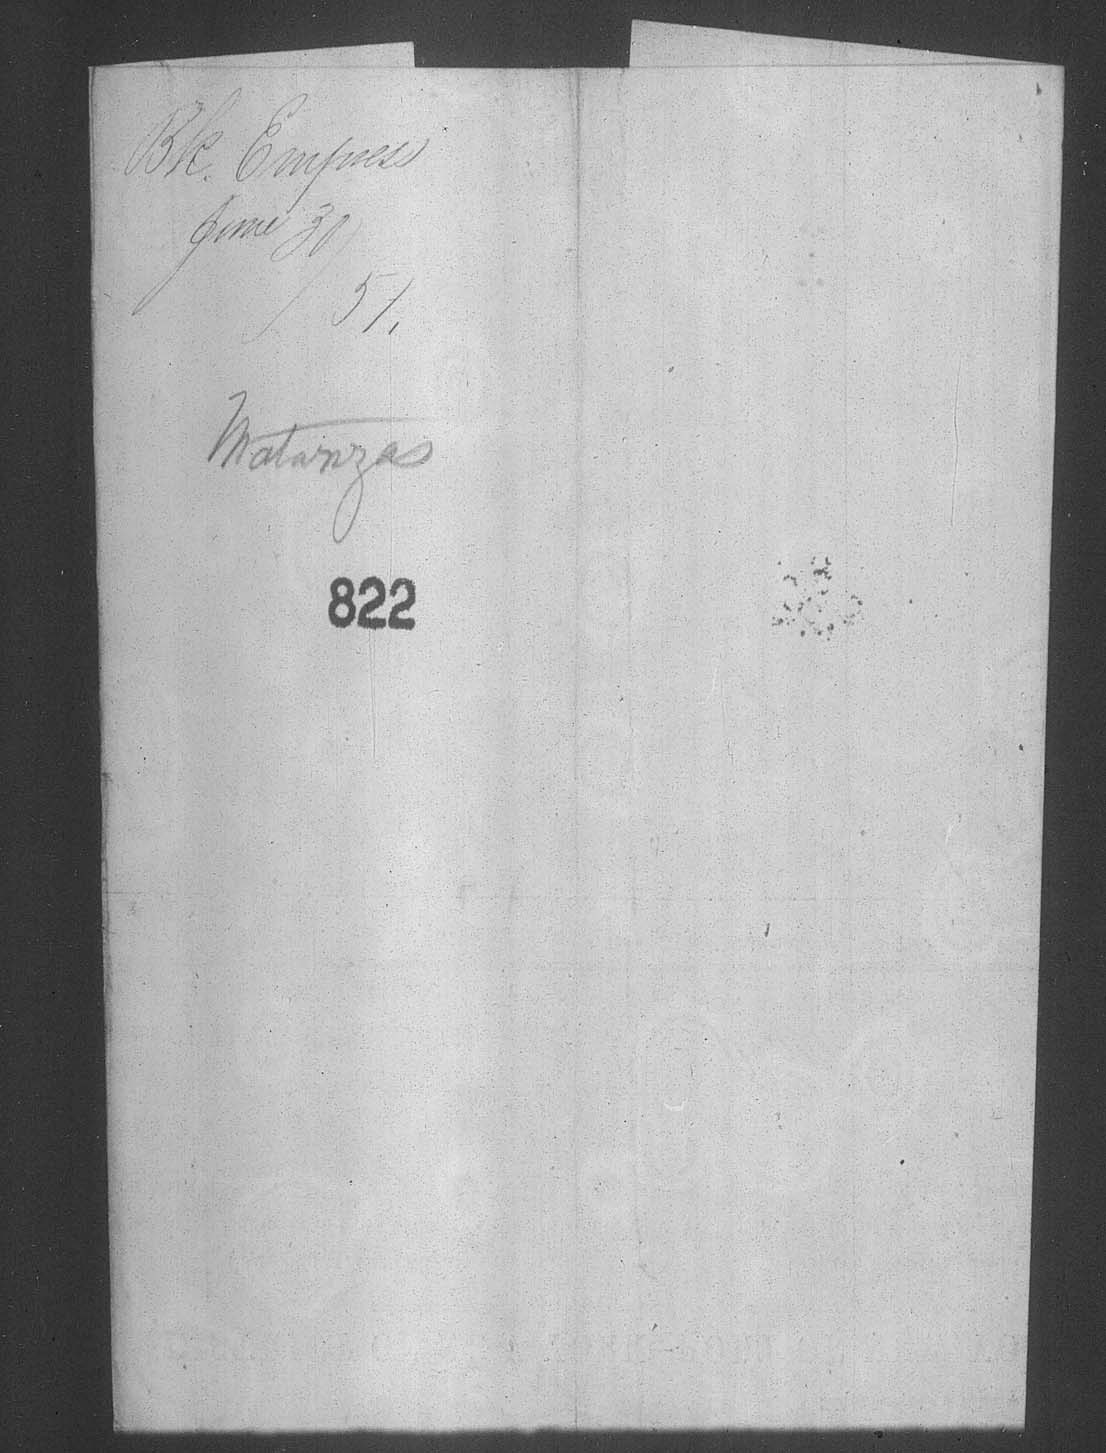 Bk. Empress
June 30
/51.
Matanzas
822